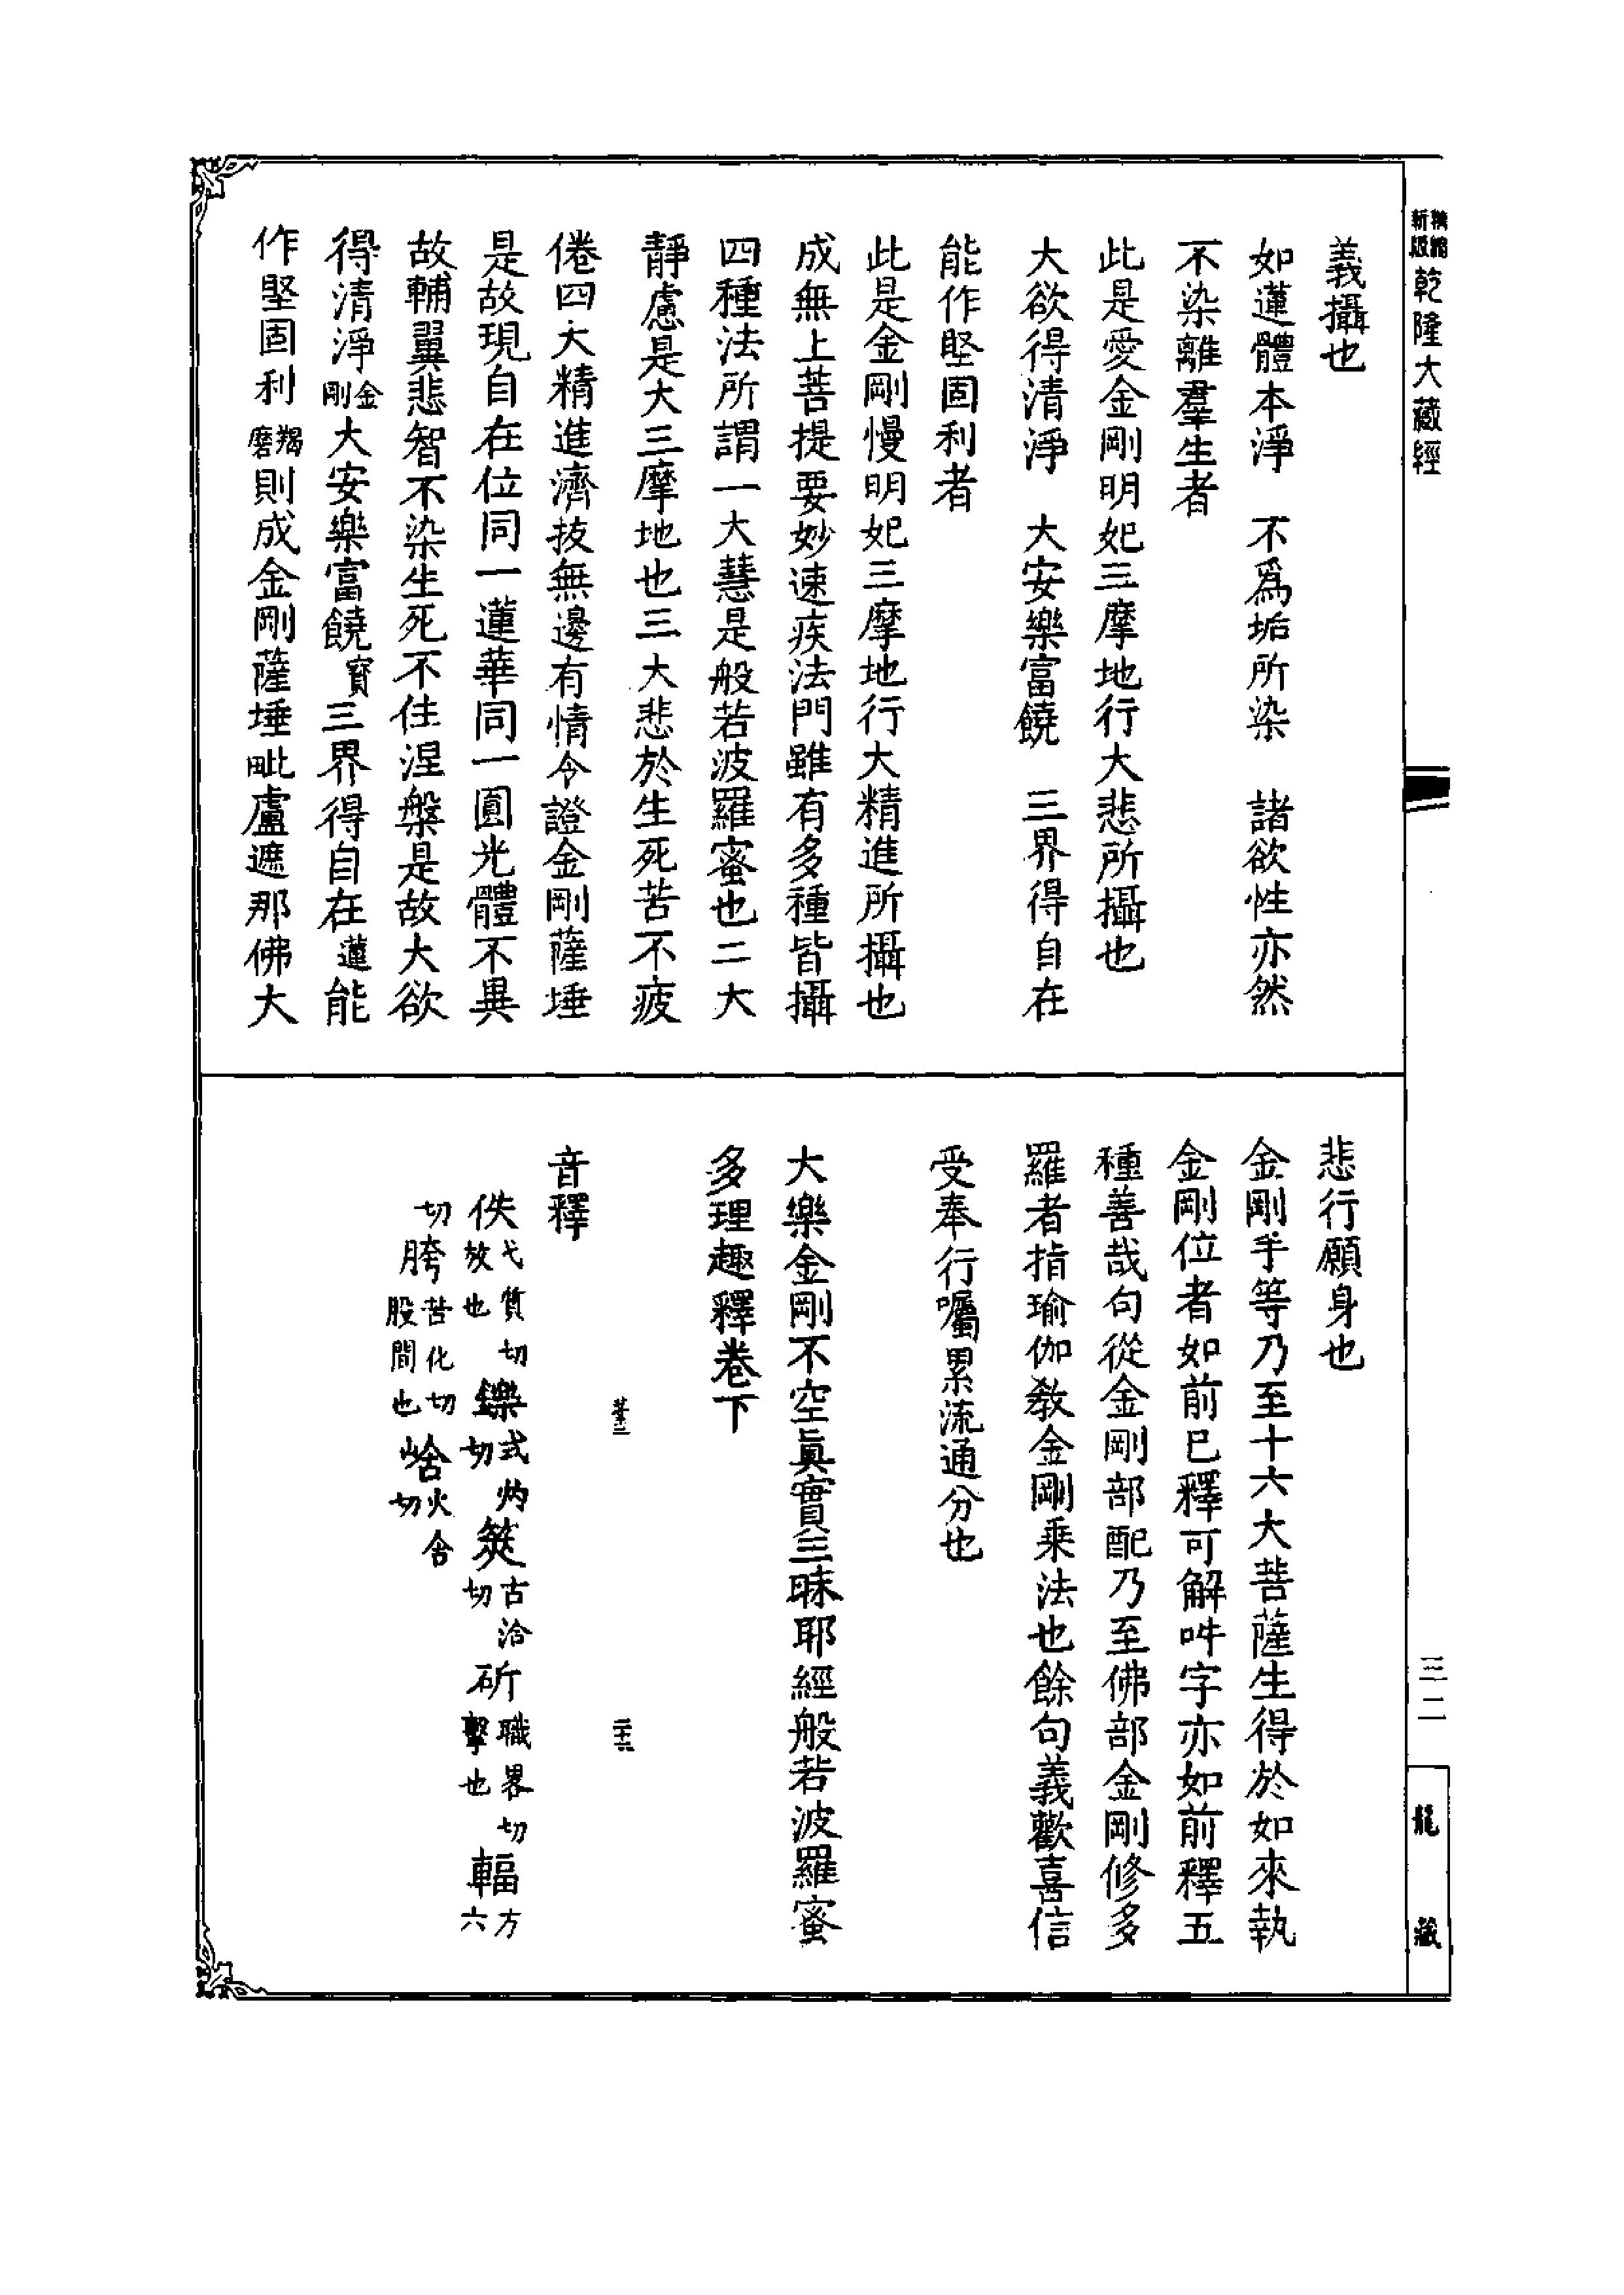 新編縮版乾隆大藏經
義攝也
如蓮體本淨　不爲垢所染　諸欲性亦然
不染離羣生者
此是愛金剛明妃三摩地行大悲所攝也
大欲得清淨　大安樂富饒　三界得自在
能作堅固利者
此是金剛慢明妃三摩地行大精進所攝也
成無上菩提要妙速疾法門雖有多種皆攝
四種法所謂一大慧是般若波羅蜜也二大
靜慮是大三摩地也三大悲於生死苦不疲
倦四大精進濟拔無邊有情令證金剛薩埵
是故現自在位同一蓮華同一圓光體不異
故輔翼悲智不染生死不住涅槃是故大欲
得清淨金剛大安樂富饒寳三界得自在蓮能
作堅固利羯磨則成金剛薩埵毗盧遮那佛大
悲行願身也
金剛手等乃至十六大菩薩生得於如來執
金剛位者如前已釋可解吽字亦如前釋五
種善哉句從金剛部配乃至佛部金剛修多
羅者指瑜伽教金剛乘法也餘句義歡喜信
受奉行囑累流通分也
大樂金剛不空眞實三昧耶經般若波羅蜜
多理趣釋卷下
音釋
佚弋質切放也鑠式灼切筴古洽切硏職界切擊也輻方六
切胯苦化切股間也㗲火含切
三二
龍藏